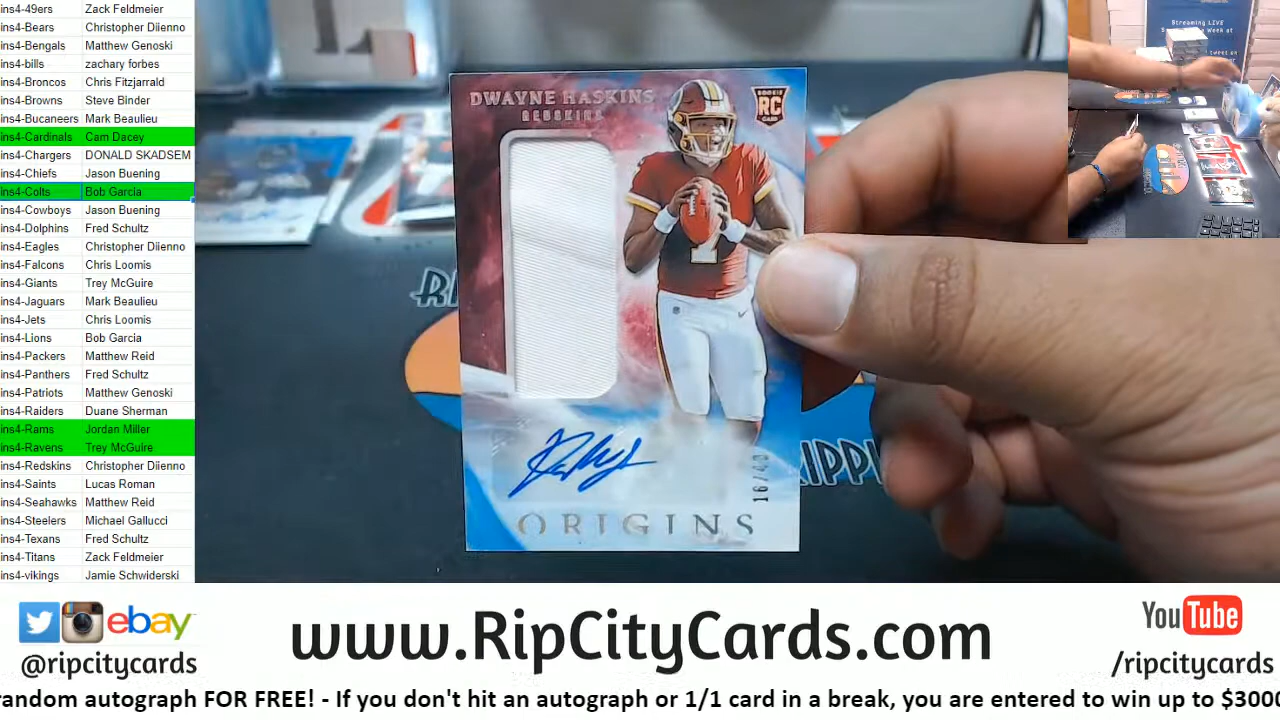 ins4-49ers Zack Feldmeier
ins4-Bears Christopher Diienno
ins4-Bengals Matthew Genoski
ins4-bills zachary forbes
ins4-Broncos Chris Fitzjarrald
ins4-Browns Steve Binder
ins4-Bucaneers Mark Beaulieu
ins4-Cardinals Cam Dacey
ins4-Chargers DONALD SKADSEM
ins4-Chiefs Jason Buening
ins4-Colts Bob Garcia
ins4-Cowboys Jason Buening
ins4-Dolphins Fred Schultz
ins4-Eagles Christopher Diienno
ins4-Falcons Chris Loomis
ins4-Giants Trey McGuire
ins4-Jaguars Mark Beaulieu
ins4-Jets Chris Loomis
ins4-Lions Bob Garcia
ins4-Packers Matthew Reid
ins4-Panthers Fred Schultz
ins4-Patriots Matthew Genoski
ins4-Raiders Duane Sherman
ins4-Rams Jordan Miller
ins4-Ravens Trey McGuire
ins4-Redskins Christopher Diienno
ins4-Saints Lucas Roman
ins4-Seahawks Matthew Reid
ins4-Steelers Michael Gallucci
ins4-Texans Fred Schultz
ins4-Titans Zack Feldmeier
ins4-vikings Jamie Schwiderski
DWAYNE HASKINS
REDSKINS
ROOKIE
RC
CARD
7
ORIGINS
RIPPI
Streaming LIVE
ebay
@ripcitycards
www.RipCityCards.com
YouTube
/ripcitycards
random autograph FOR FREE! - If you don't hit an autograph or 1/1 card in a break, you are entered to win up to $3000